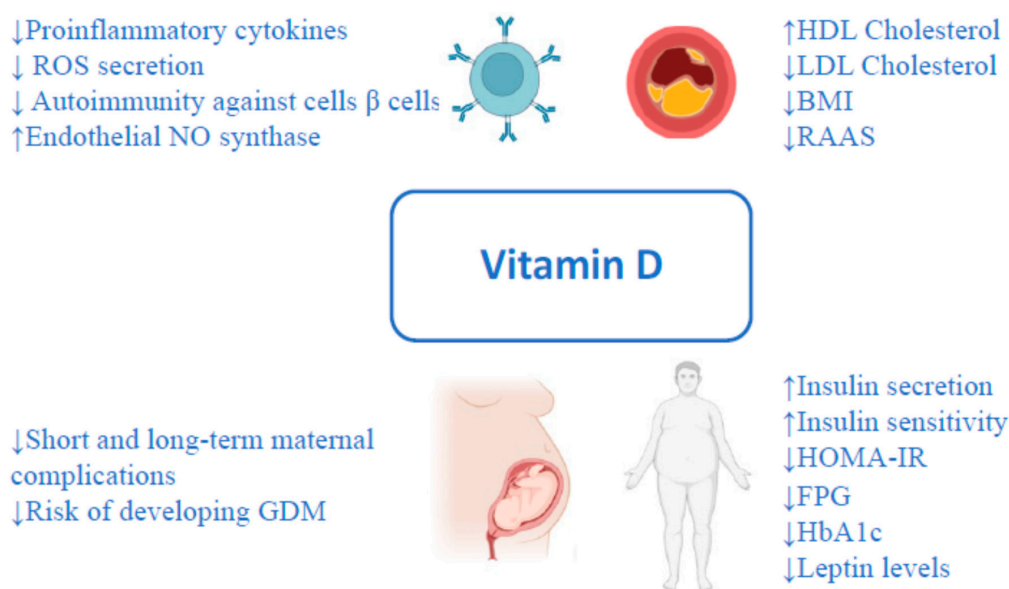 ↓Proinflammatory cytokines
↓ ROS secretion
↓ Autoimmunity against cells β cells
↑Endothelial NO synthase
↑HDL Cholesterol
↓LDL Cholesterol
↓BMI
↓RAAS
Vitamin D
↓Short and long-term maternal
complications
↓Risk of developing GDM
↑Insulin secretion
↑Insulin sensitivity
↓HOMA-IR
↓FPG
↓HbA1c
↓Leptin levels